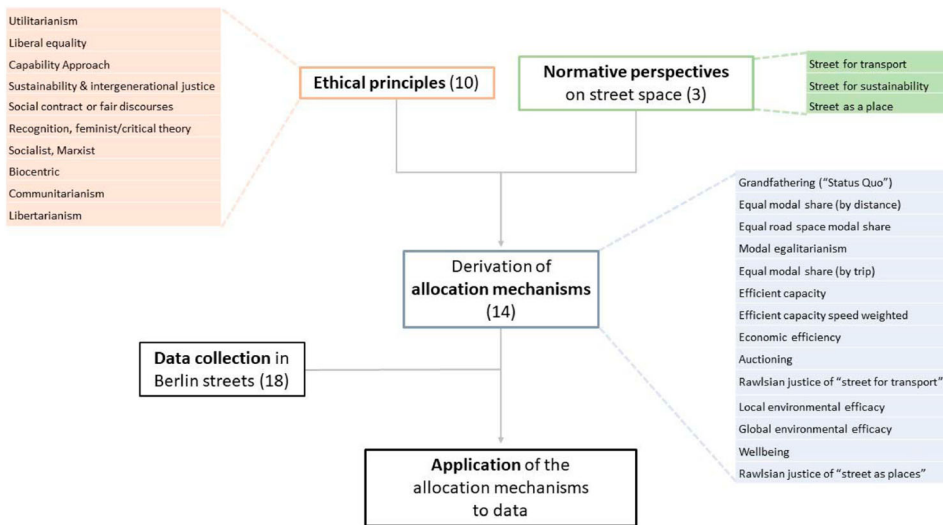 Utilitarianism
Liberal equality
Capability Approach
Sustainability & intergenerational justice
Social contract or fair discourses
Recognition, feminist/critical theory
Socialist, Marxist
Biocentric
Communitarianism
Libertarianism
Ethical principles (10)
Normative perspectives
on street space (3)
Street for transport
Street for sustainability
Street as a place
Derivation of
allocation mechanisms
(14)
Grandfathering (“Status Quo”)
Equal modal share (by distance)
Equal road space modal share
Modal egalitarianism
Equal modal share (by trip)
Efficient capacity
Efficient capacity speed weighted
Economic efficiency
Auctioning
Rawlsian justice of “street for transport”
Local environmental efficacy
Global environmental efficacy
Wellbeing
Rawlsian justice of “street as places”
Data collection in
Berlin streets (18)
Application of the
allocation mechanisms
to data